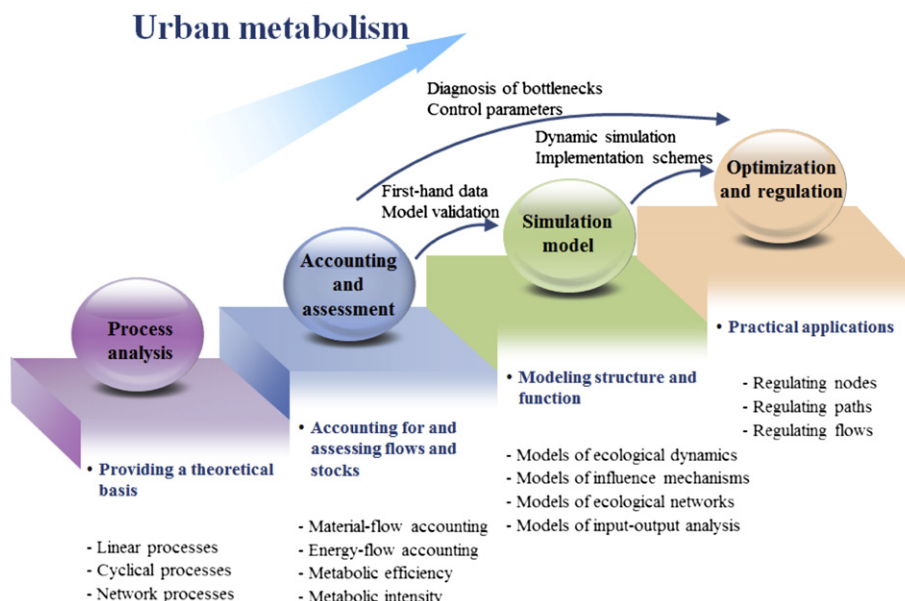 Urban metabolism
Diagnosis of bottlenecks
Control parameters
Dynamic simulation
Implementation schemes
First-hand data
Model validation
Optimization
and regulation
Simulation
model
Accounting
and
assessment
Process
analysis
• Practical applications
- Regulating nodes
- Regulating paths
- Regulating flows
• Modeling structure and
function
- Models of ecological dynamics
- Models of influence mechanisms
- Models of ecological networks
- Models of input-output analysis
• Accounting for and
assessing flows and
stocks
- Material-flow accounting
- Energy-flow accounting
- Metabolic efficiency
- Metabolic intensity
• Providing a theoretical
basis
- Linear processes
- Cyclical processes
- Network processes